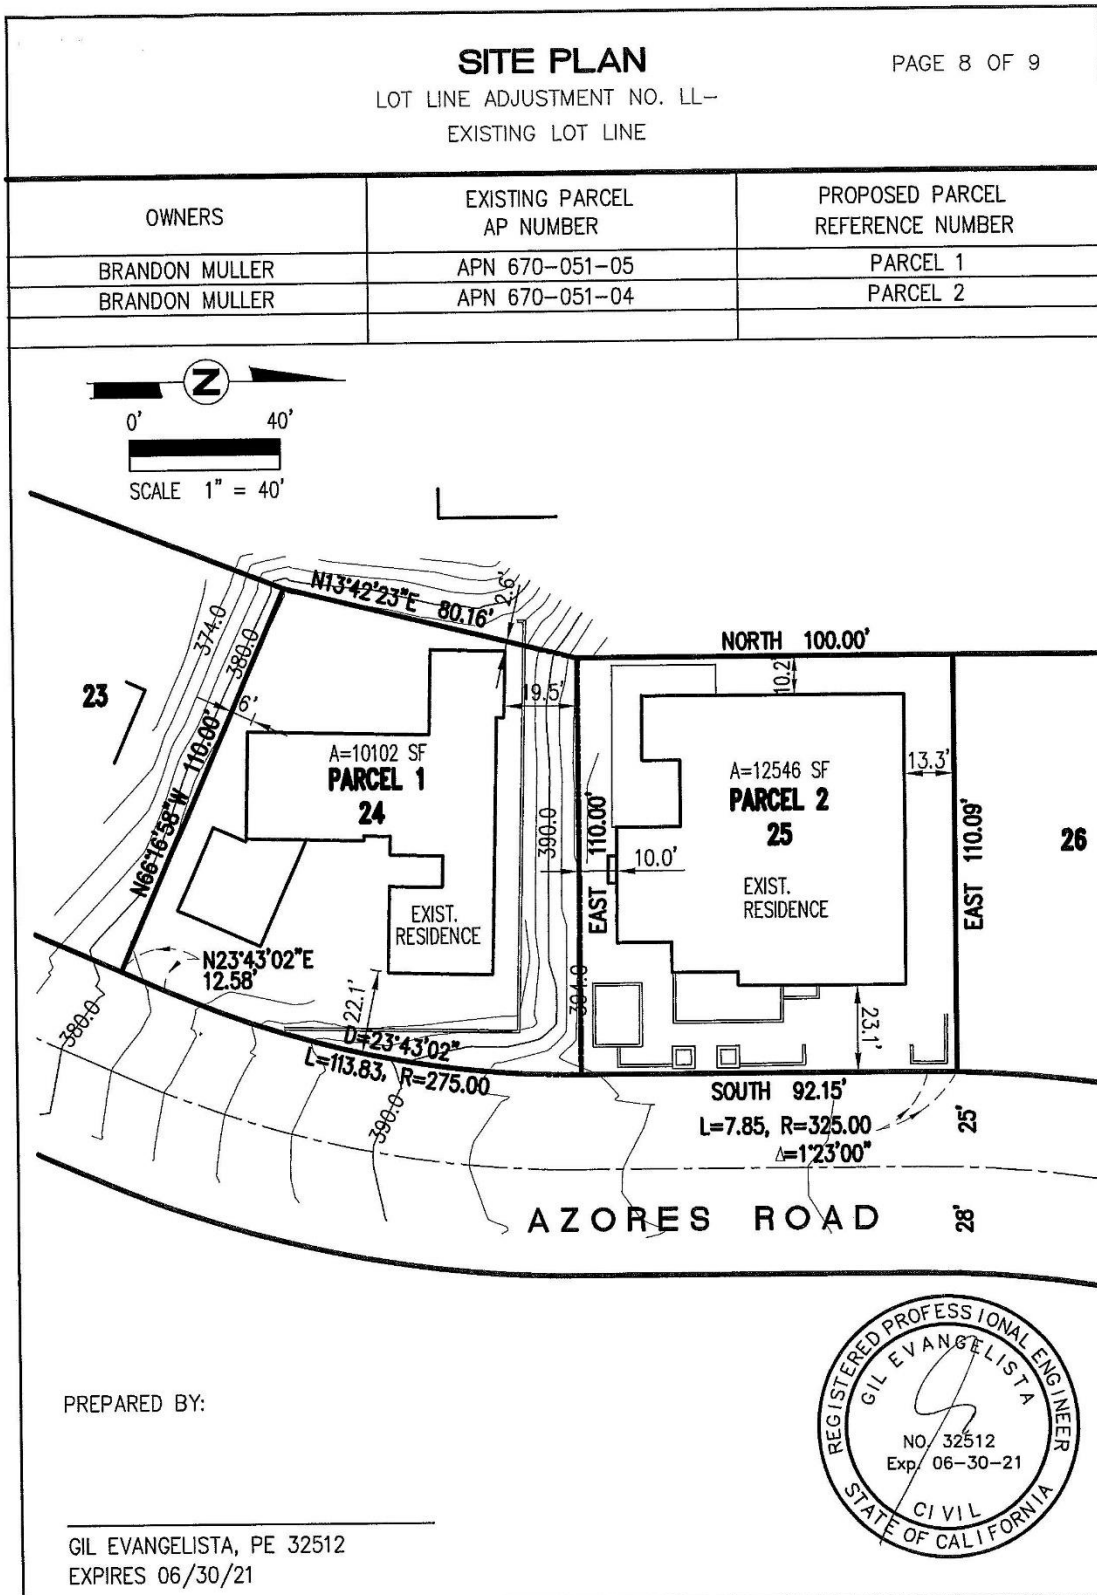 SITE PLAN
PAGE 8 OF 9
LOT LINE ADJUSTMENT NO. LL-
EXISTING LOT LINE
OWNERS
EXISTING PARCEL
AP NUMBER
PROPOSED PARCEL
REFERENCE NUMBER
BRANDON MULLER
APN 670-051-05
PARCEL 1
BRANDON MULLER
APN 670-051-04
PARCEL 2
N
0'
40'
SCALE 1" = 40'
N13°42'23"E 80.16'
2.6'
374.0
380.0
23
6'
N66°16'58"W 110.00'
19.5'
A=10102 SF
PARCEL 1
24
390.0
EXIST.
RESIDENCE
N23°43'02"E
12.58'
22.1'
380.0
D=23°43'02"
L=113.83, R=275.00
390.0
394.0
NORTH 100.00'
10.2
13.3'
A=12546 SF
PARCEL 2
25
EAST 110.00'
10.0'
EXIST.
RESIDENCE
EAST 110.09'
26
23.1'
SOUTH 92.15'
L=7.85, R=325.00
Δ=1°23'00"
25'
AZORES ROAD
28'
REGISTERED PROFESSIONAL ENGINEER
GIL EVANGELISTA
NO. 32512
Exp. 06-30-21
CIVIL
STATE OF CALIFORNIA
PREPARED BY:
GIL EVANGELISTA, PE 32512
EXPIRES 06/30/21